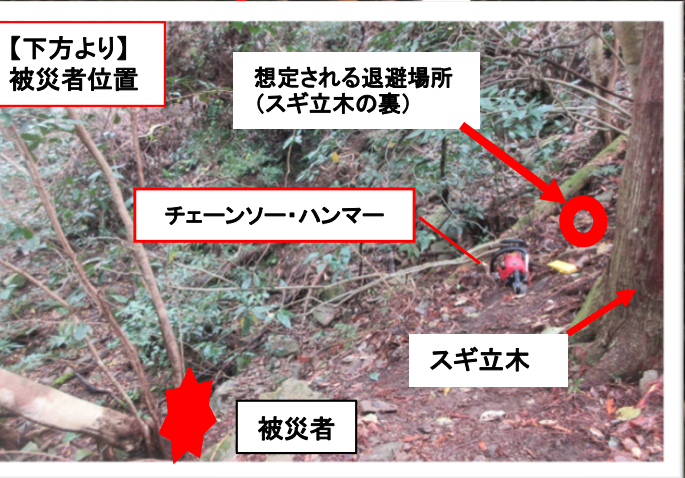 【下方より】
被災者位置
想定される退避場所
（スギ立木の裏）
チェーンソー・ハンマー
スギ立木
被災者